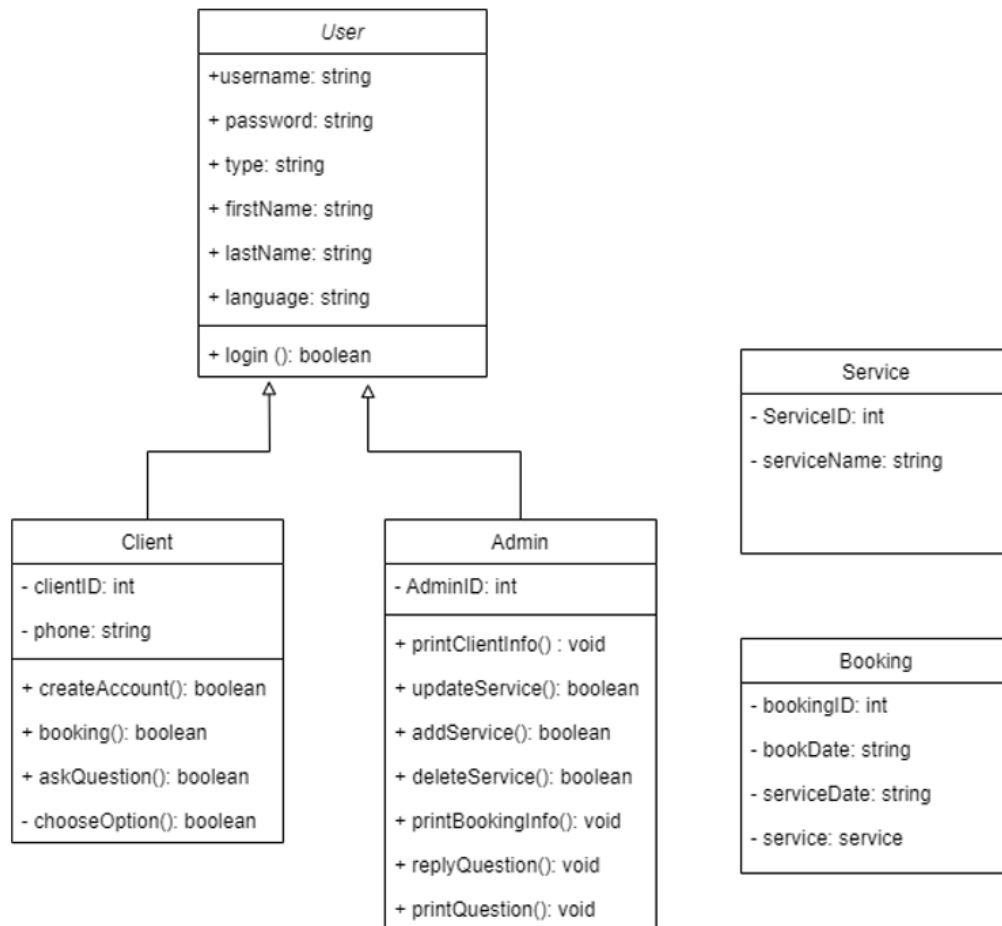 User
+username: string
+ password: string
+ type: string
+ firstName: string
+ lastName: string
+ language: string
+ login (): boolean
Client
- clientID: int
- phone: string
+ createAccount(): boolean
+ booking(): boolean
+ askQuestion(): boolean
- chooseOption(): boolean
Admin
- AdminID: int
+ printClientInfo() : void
+ updateService(): boolean
+ addService(): boolean
+ deleteService(): boolean
+ printBookingInfo(): void
+ replyQuestion(): void
+ printQuestion(): void
Service
- ServiceID: int
- serviceName: string
Booking
- bookingID: int
- bookDate: string
- serviceDate: string
- service: service